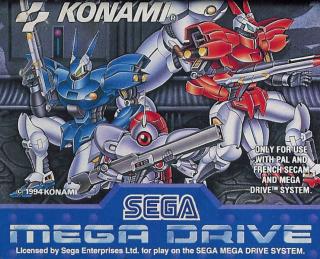 KONAMI
ONLY FOR USE
WITH PAL AND
FRENCH SECAM
AND MEGA
DRIVE™ SYSTEM.
© 1994 KONAMI
SEGA
MEGA DRIVE
Licensed by Sega Enterprises Ltd. for play on the SEGA MEGA DRIVE SYSTEM.